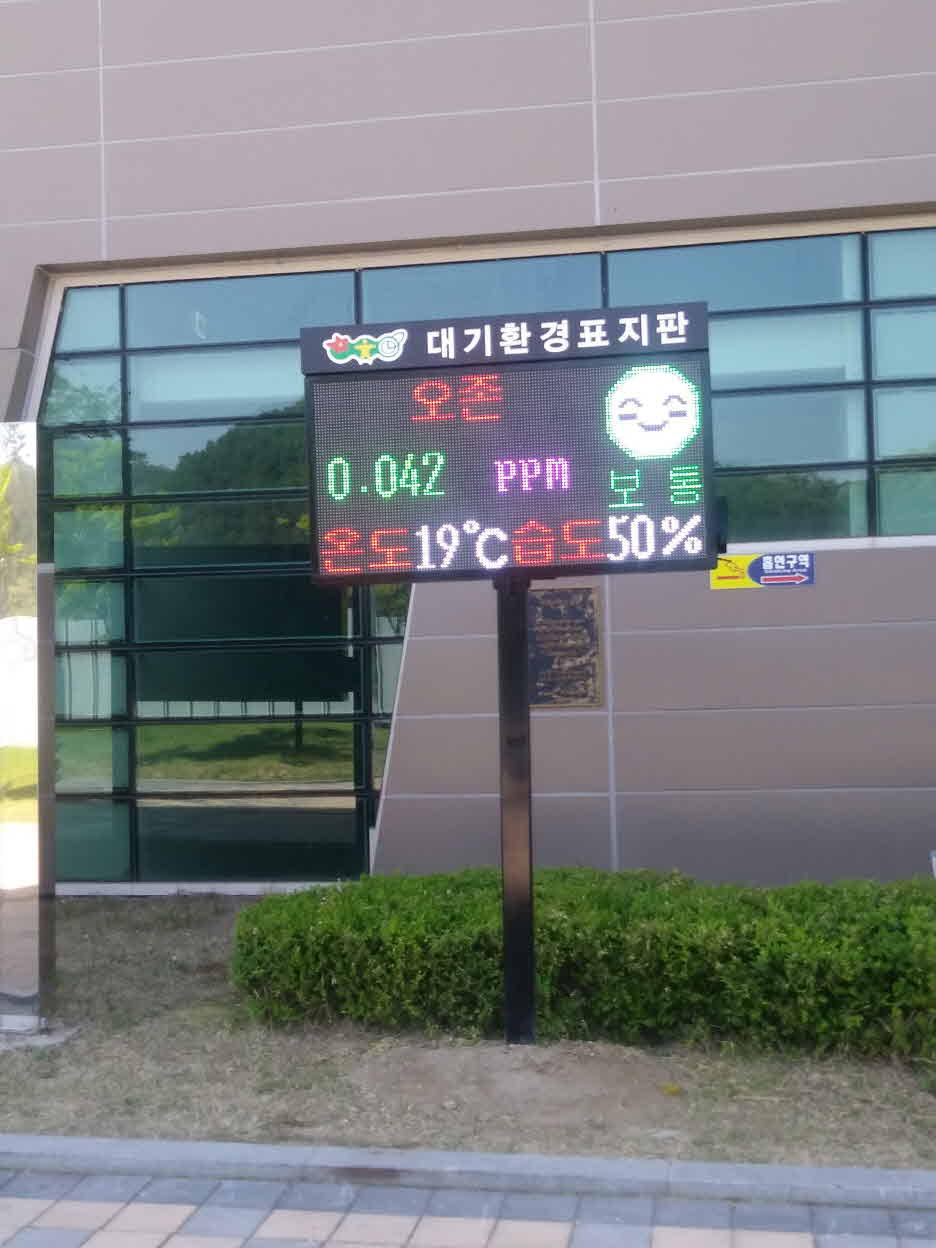 대기환경표지판
오존
0.042 ppm
보통
온도19℃습도50%
흡연구역